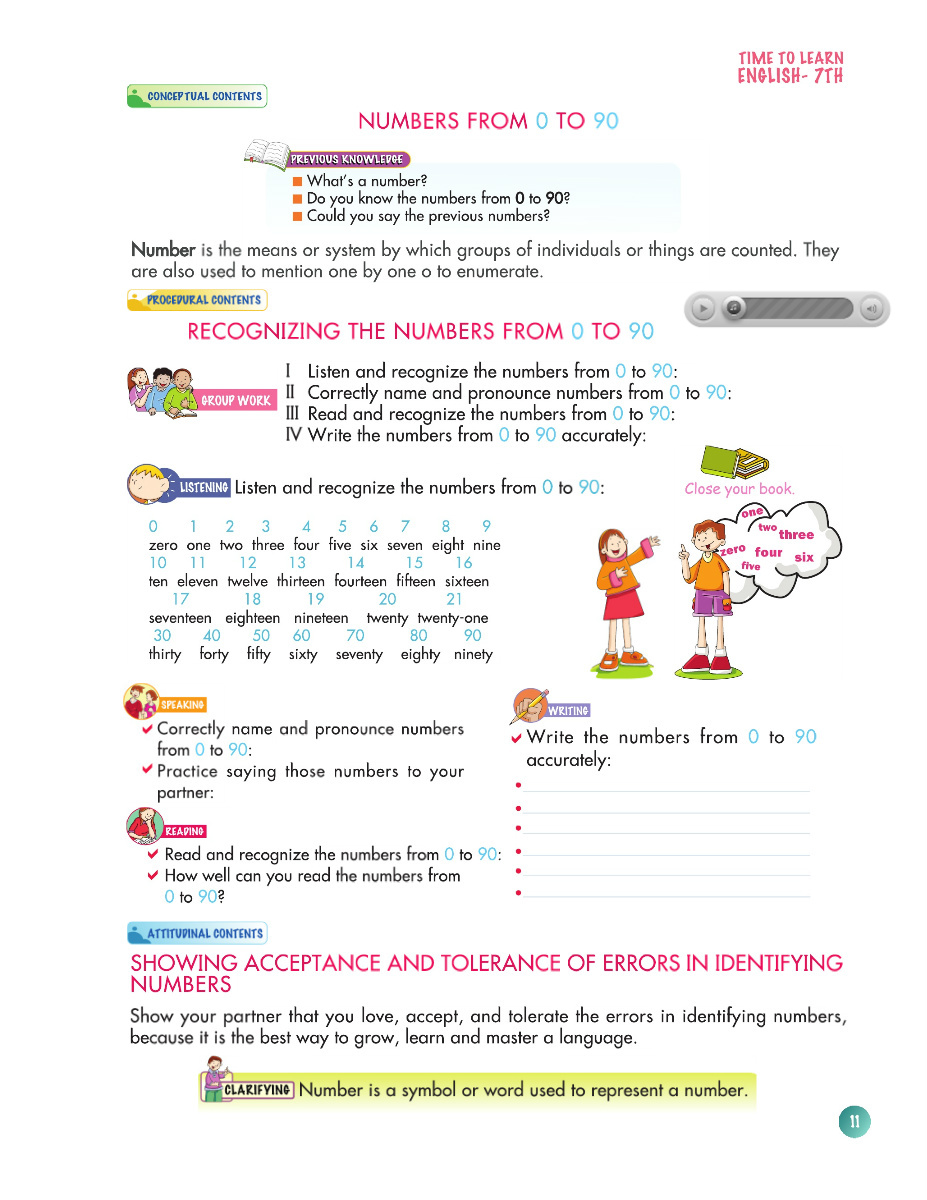 TIME TO LEARN
ENGLISH- 7TH
CONCEPTUAL CONTENTS
NUMBERS FROM 0 TO 90
PREVIOUS KNOWLEDGE
What's a number?
Do you know the numbers from 0 to 90?
Could you say the previous numbers?
Number is the means or system by which groups of individuals or things are counted. They
are also used to mention one by one o to enumerate.
PROCEDURAL CONTENTS
RECOGNIZING THE NUMBERS FROM 0 TO 90
GROUP WORK
I Listen and recognize the numbers from 0 to 90:
II Correctly name and pronounce numbers from 0 to 90:
III Read and recognize the numbers from 0 to 90:
IV Write the numbers from 0 to 90 accurately:
LISTENING Listen and recognize the numbers from 0 to 90:
Close your book.
0 1 2 3 4 5 6 7 8 9
zero one two three four five six seven eight nine
10 11 12 13 14 15 16
ten eleven twelve thirteen fourteen fifteen sixteen
17 18 19 20 21
seventeen eighteen nineteen twenty twenty-one
30 40 50 60 70 80 90
thirty forty fifty sixty seventy eighty ninety
one
two three
zero four six
five
SPEAKING
Correctly name and pronounce numbers
from 0 to 90:
Practice saying those numbers to your
partner:
READING
Read and recognize the numbers from 0 to 90:
How well can you read the numbers from
0 to 90?
WRITING
Write the numbers from 0 to 90
accurately:
ATTITUDINAL CONTENTS
SHOWING ACCEPTANCE AND TOLERANCE OF ERRORS IN IDENTIFYING
NUMBERS
Show your partner that you love, accept, and tolerate the errors in identifying numbers,
because it is the best way to grow, learn and master a language.
CLARIFYING Number is a symbol or word used to represent a number.
11